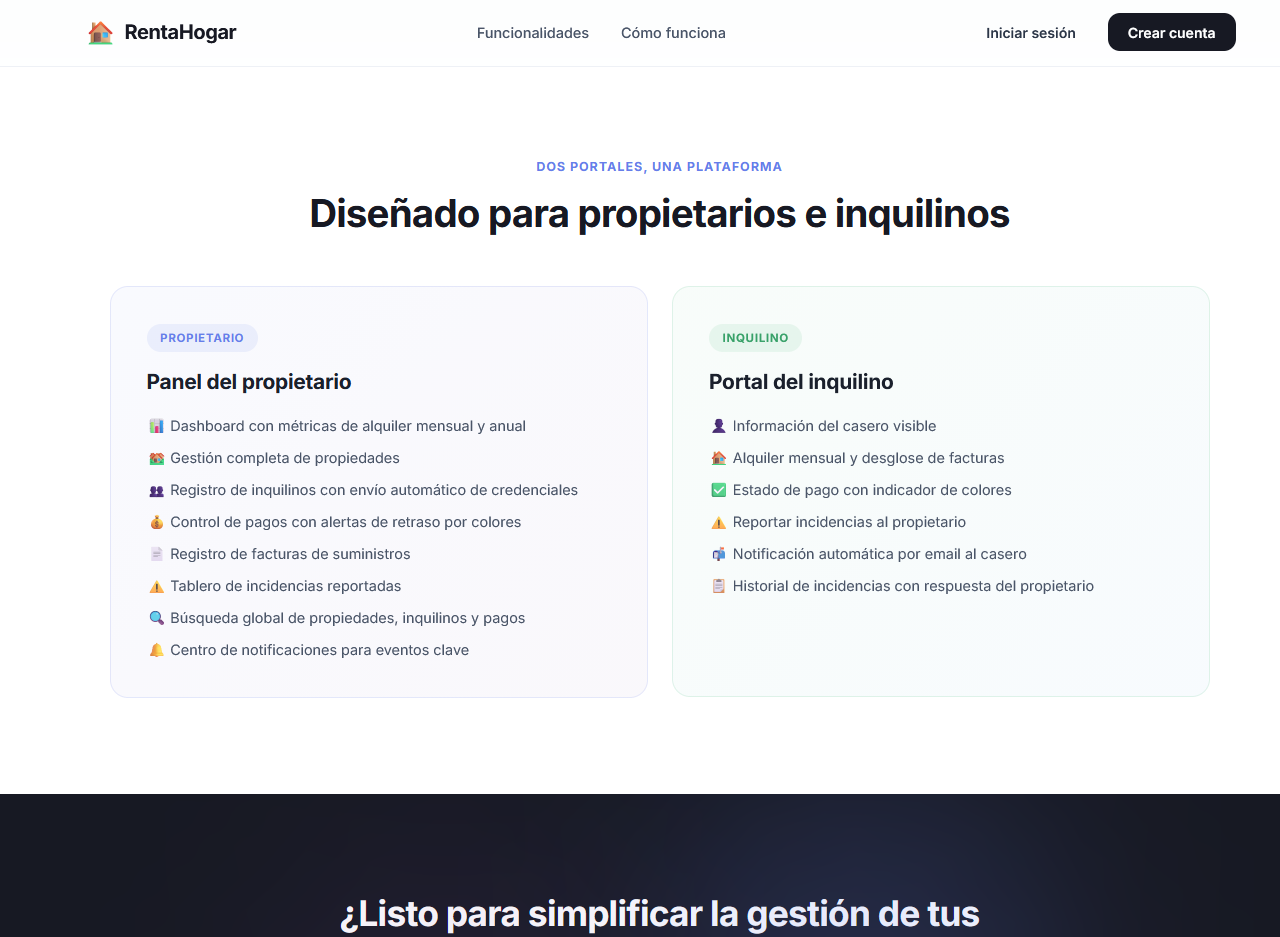 RentaHogar
Funcionalidades
Cómo funciona
Iniciar sesión
Crear cuenta
DOS PORTALES, UNA PLATAFORMA
Diseñado para propietarios e inquilinos
PROPIETARIO
Panel del propietario
Dashboard con métricas de alquiler mensual y anual
Gestión completa de propiedades
Registro de inquilinos con envío automático de credenciales
Control de pagos con alertas de retraso por colores
Registro de facturas de suministros
Tablero de incidencias reportadas
Búsqueda global de propiedades, inquilinos y pagos
Centro de notificaciones para eventos clave
INQUILINO
Portal del inquilino
Información del casero visible
Alquiler mensual y desglose de facturas
Estado de pago con indicador de colores
Reportar incidencias al propietario
Notificación automática por email al casero
Historial de incidencias con respuesta del propietario
¿Listo para simplificar la gestión de tus